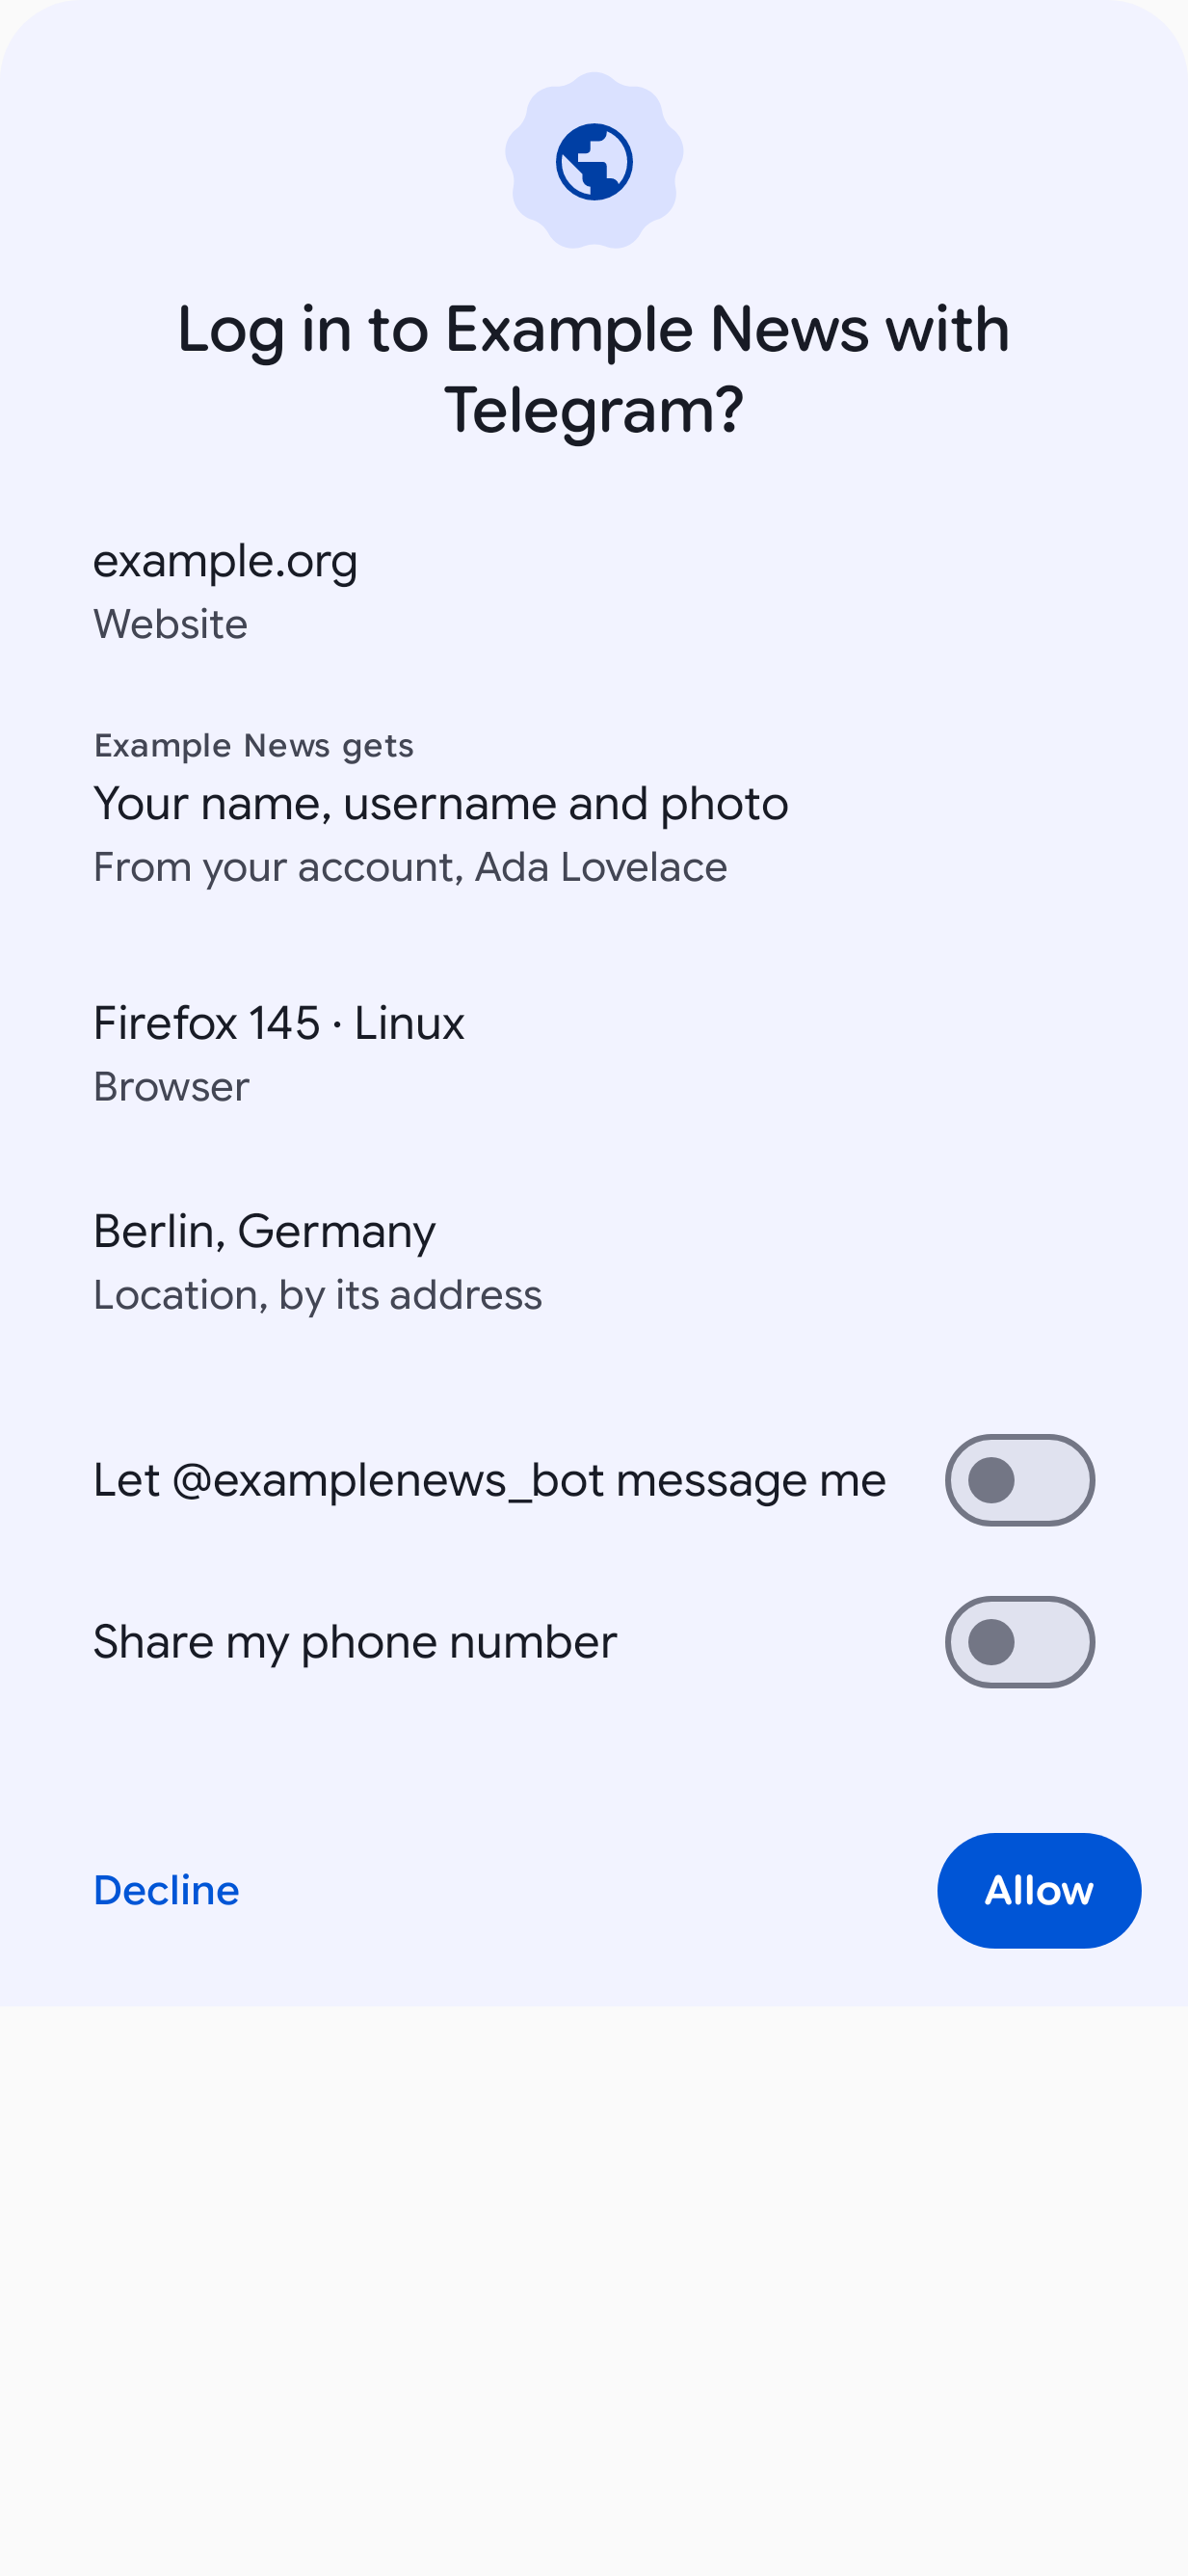 Log in to Example News with
Telegram?
example.org
Website
Example News gets
Your name, username and photo
From your account, Ada Lovelace
Firefox 145 · Linux
Browser
Berlin, Germany
Location, by its address
Let @examplenews_bot message me
Share my phone number
Decline
Allow